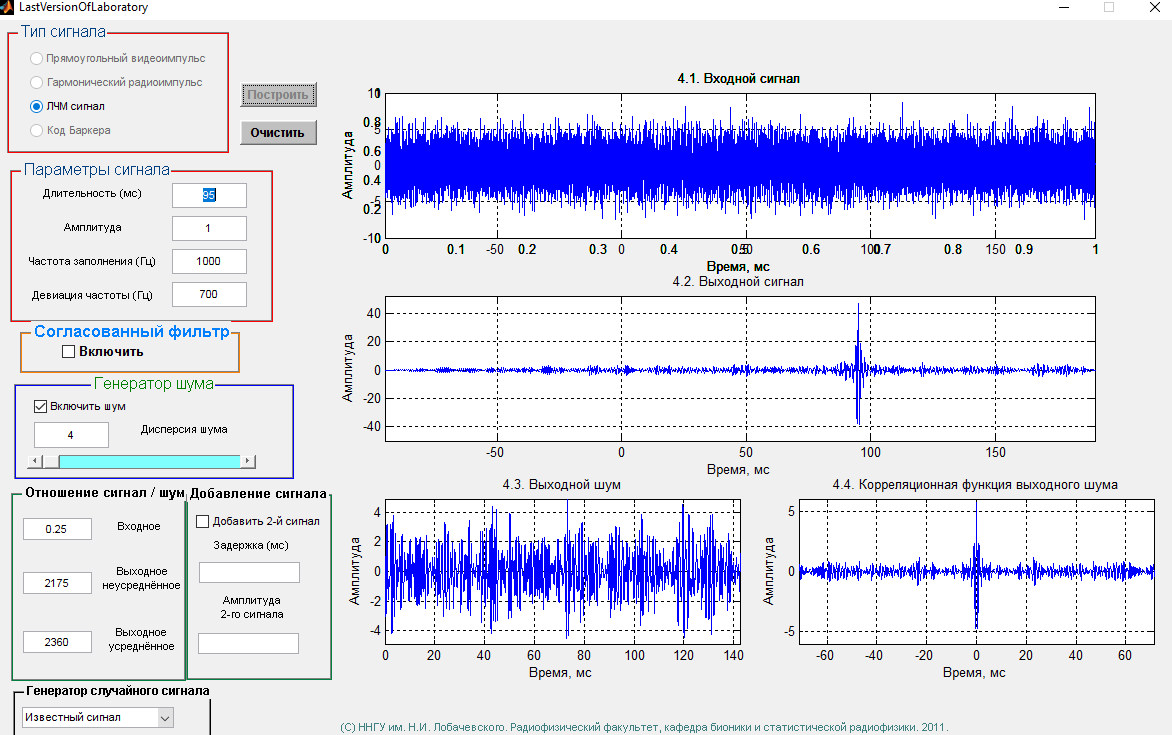 LastVersionOfLaboratory
Тип сигнала
Прямоугольный видеоимпульс
Гармонический радиоимпульс
ЛЧМ сигнал
Код Баркера
Построить
Очистить
Параметры сигнала
Длительность (мс)
95
Амплитуда
1
Частота заполнения (Гц)
1000
Девиация частоты (Гц)
700
Согласованный фильтр
Включить
Генератор шума
Включить шум
4
Дисперсия шума
Отношение сигнал / шум
0.25
Входное
2175
Выходное
неусреднённое
2360
Выходное
усреднённое
Добавление сигнала
Добавить 2-й сигнал
Задержка (мс)
Амплитуда
2-го сигнала
Генератор случайного сигнала
Известный сигнал
4.1. Входной сигнал
Амплитуда
10
0.8
5
0.6
0
0.4
-5
0.2
-10
0 0.1 -50 0.2 0.3 0 0.4 0.5 50 0.6 100 0.7 0.8 150 0.9 1
Время, мс
4.2. Выходной сигнал
Амплитуда
40
20
0
-20
-40
-50 0 50 100 150
Время, мс
4.3. Выходной шум
Амплитуда
4
2
0
-2
-4
0 20 40 60 80 100 120 140
Время, мс
4.4. Корреляционная функция выходного шума
Амплитуда
5
0
-5
-60 -40 -20 0 20 40 60
Время, мс
(C) ННГУ им. Н.И. Лобачевского. Радиофизический факультет, кафедра бионики и статистической радиофизики. 2011.